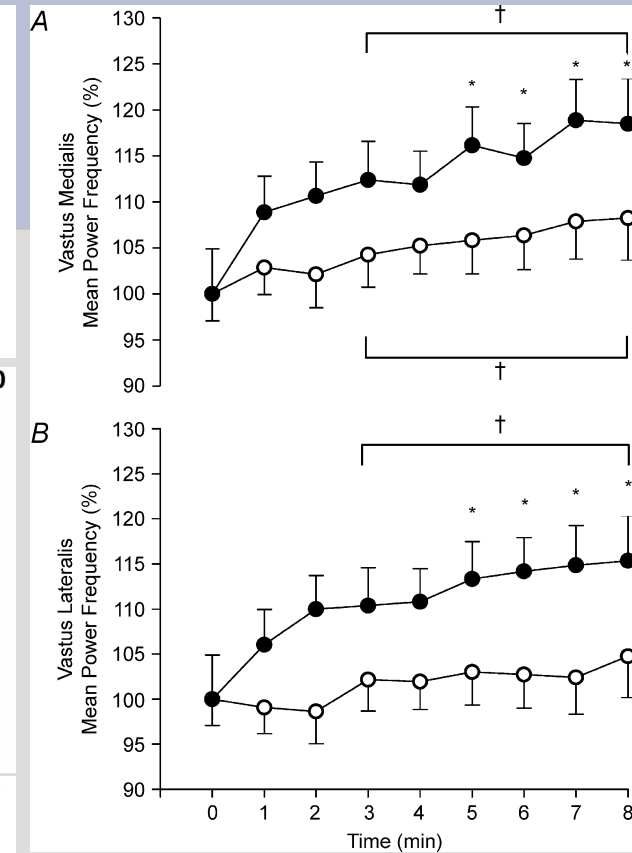 A
†
130
125
120
115
110
105
100
95
90
Vastus Medialis
Mean Power Frequency (%)
* * * *
†
B
†
130
125
120
115
110
105
100
95
90
Vastus Lateralis
Mean Power Frequency (%)
* * * *
0 1 2 3 4 5 6 7 8
Time (min)